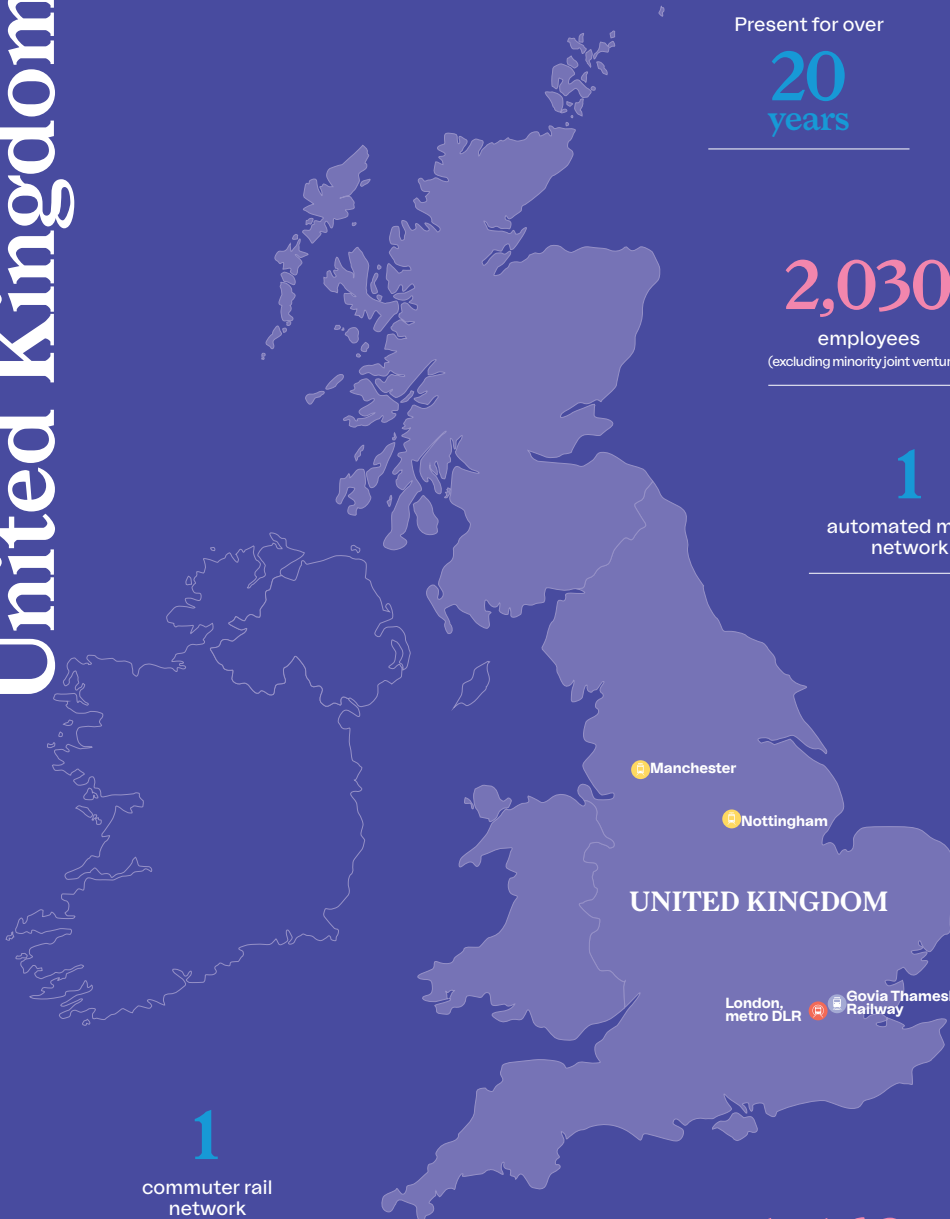 United Kingdom
Present for over
20
years
2,030
employees
(excluding minority joint ventur
1
automated m
network
Manchester
Nottingham
UNITED KINGDOM
London,
metro DLR
Govia Thames
Railway
1
commuter rail
network